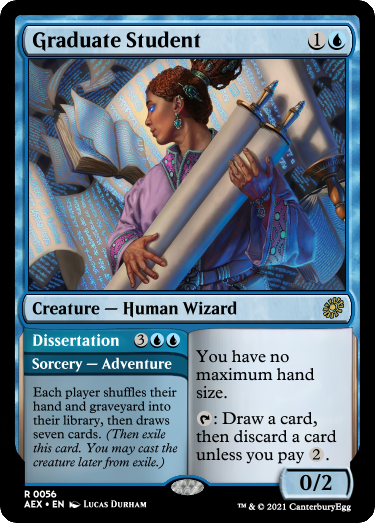 Graduate Student 1
Creature — Human Wizard
Dissertation 3
Sorcery — Adventure
Each player shuffles their
hand and graveyard into
their library, then draws
seven cards. (Then exile
this card. You may cast the
creature later from exile.)
You have no
maximum hand
size.
: Draw a card,
then discard a card
unless you pay 2 .
0/2
R 0056
AEX • EN LUCAS DURHAM
™ & © 2021 CanterburyEgg